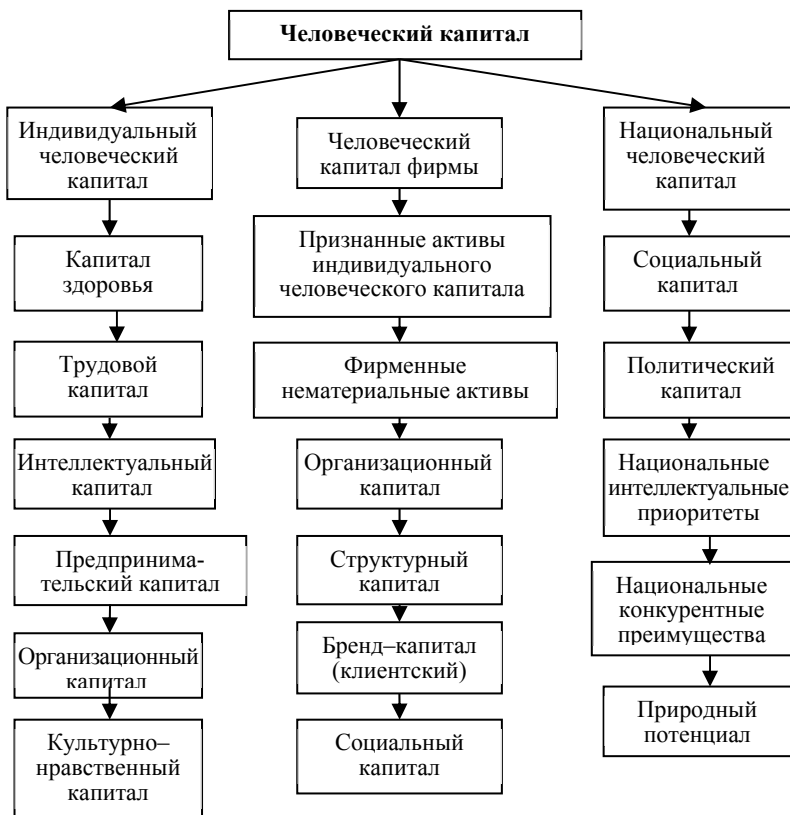 Человеческий капитал
Индивидуальный
человеческий
капитал
Капитал
здоровья
Трудовой
капитал
Интеллектуальный
капитал
Предпринима-
тельский капитал
Организационный
капитал
Культурно–
нравственный
капитал
Человеческий
капитал фирмы
Признанные активы
индивидуального
человеческого капитала
Фирменные
нематериальные активы
Организационный
капитал
Структурный
капитал
Бренд–капитал
(клиентский)
Социальный
капитал
Национальный
человеческий
капитал
Социальный
капитал
Политический
капитал
Национальные
интеллектуальные
приоритеты
Национальные
конкурентные
преимущества
Природный
потенциал